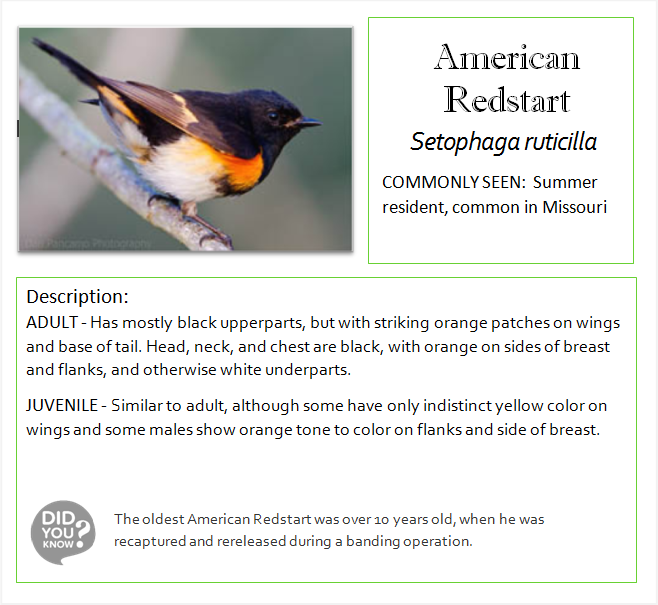 American
Redstart
Setophaga ruticilla
COMMONLY SEEN: Summer
resident, common in Missouri
Dan Pancamo Photography
Description:
ADULT - Has mostly black upperparts, but with striking orange patches on wings
and base of tail. Head, neck, and chest are black, with orange on sides of breast
and flanks, and otherwise white underparts.
JUVENILE - Similar to adult, although some have only indistinct yellow color on
wings and some males show orange tone to color on flanks and side of breast.
DID
YOU
KNOW?
The oldest American Redstart was over 10 years old, when he was
recaptured and rereleased during a banding operation.